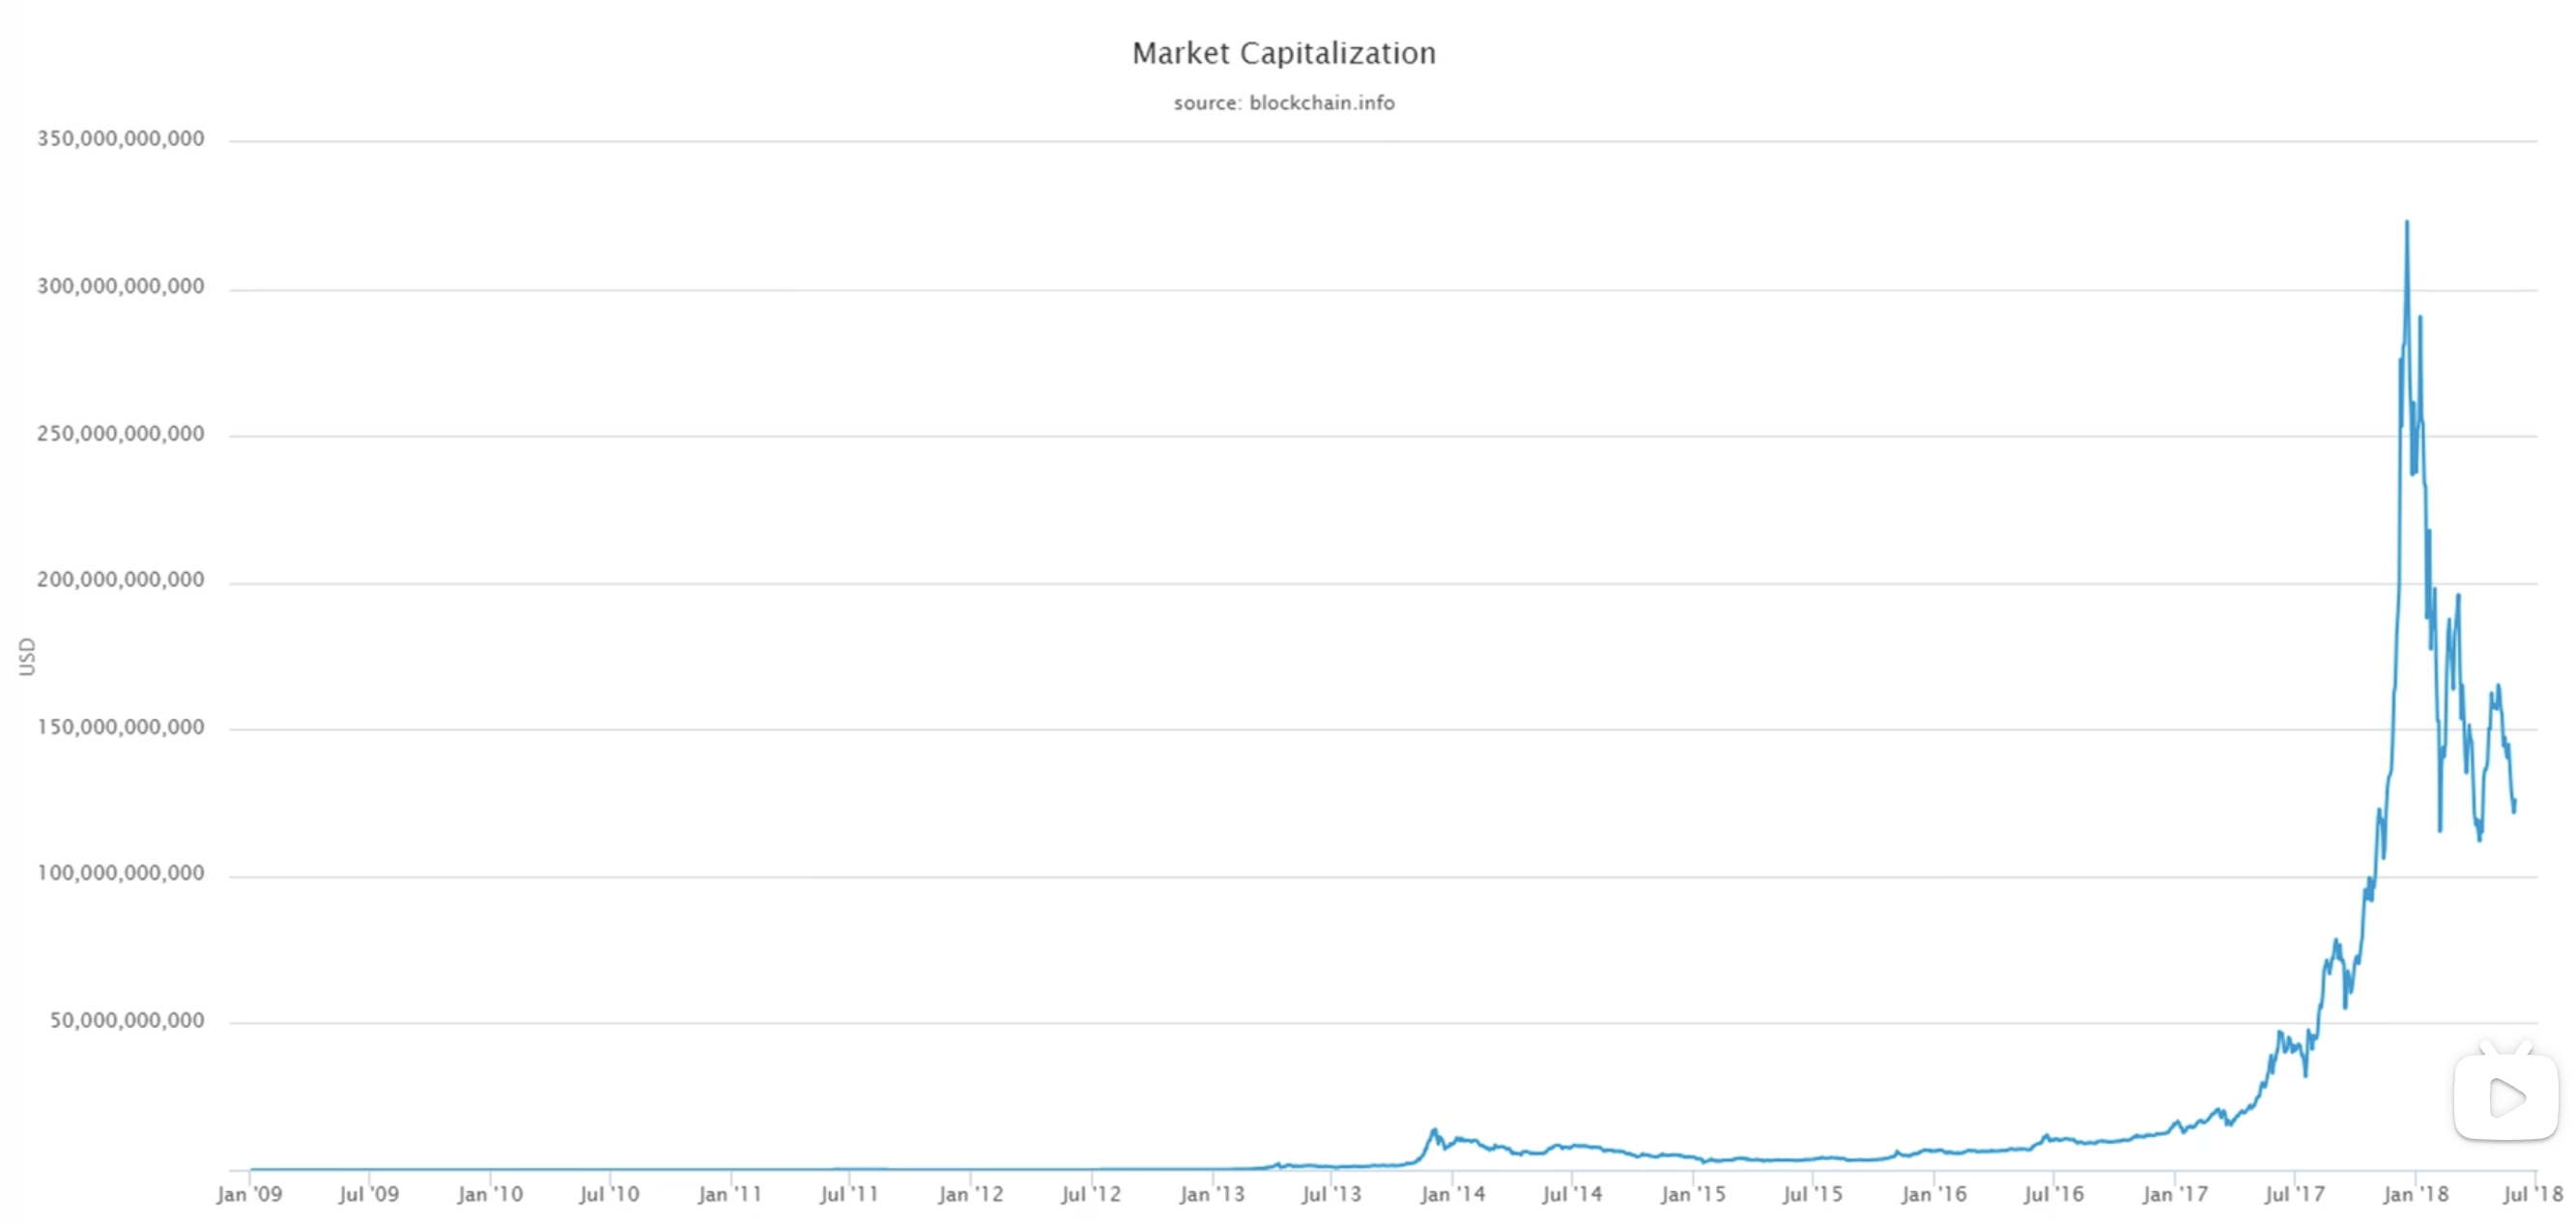 Market Capitalization
source: blockchain.info
350,000,000,000
300,000,000,000
250,000,000,000
200,000,000,000
150,000,000,000
100,000,000,000
50,000,000,000
USD
Jan '09 Jul '09 Jan '10 Jul '10 Jan '11 Jul '11 Jan '12 Jul '12 Jan '13 Jul '13 Jan '14 Jul '14 Jan '15 Jul '15 Jan '16 Jul '16 Jan '17 Jul '17 Jan '18 Jul '18